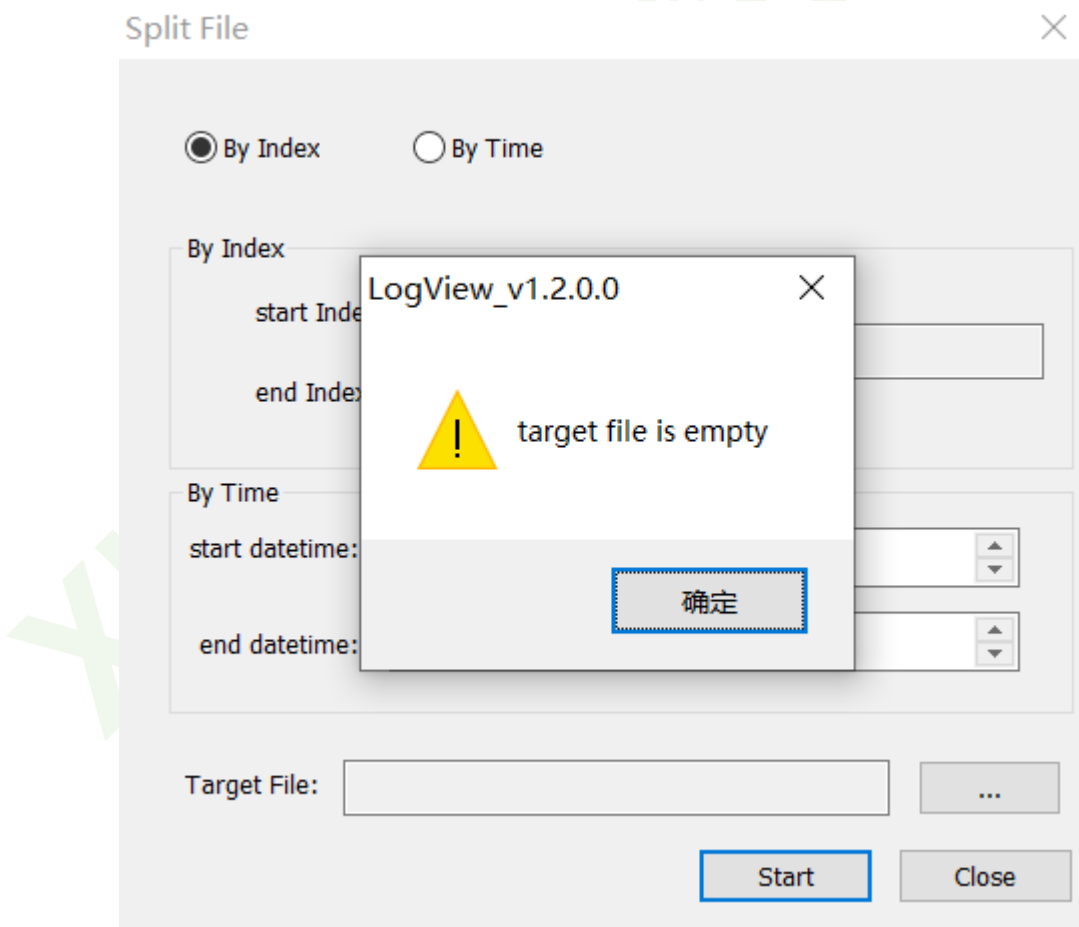 Split File
By Index
By Time
By Index
LogView_v1.2.0.0
start Inde
end Index
target file is empty
By Time
start datetime:
确定
end datetime:
Target File:
...
Start
Close